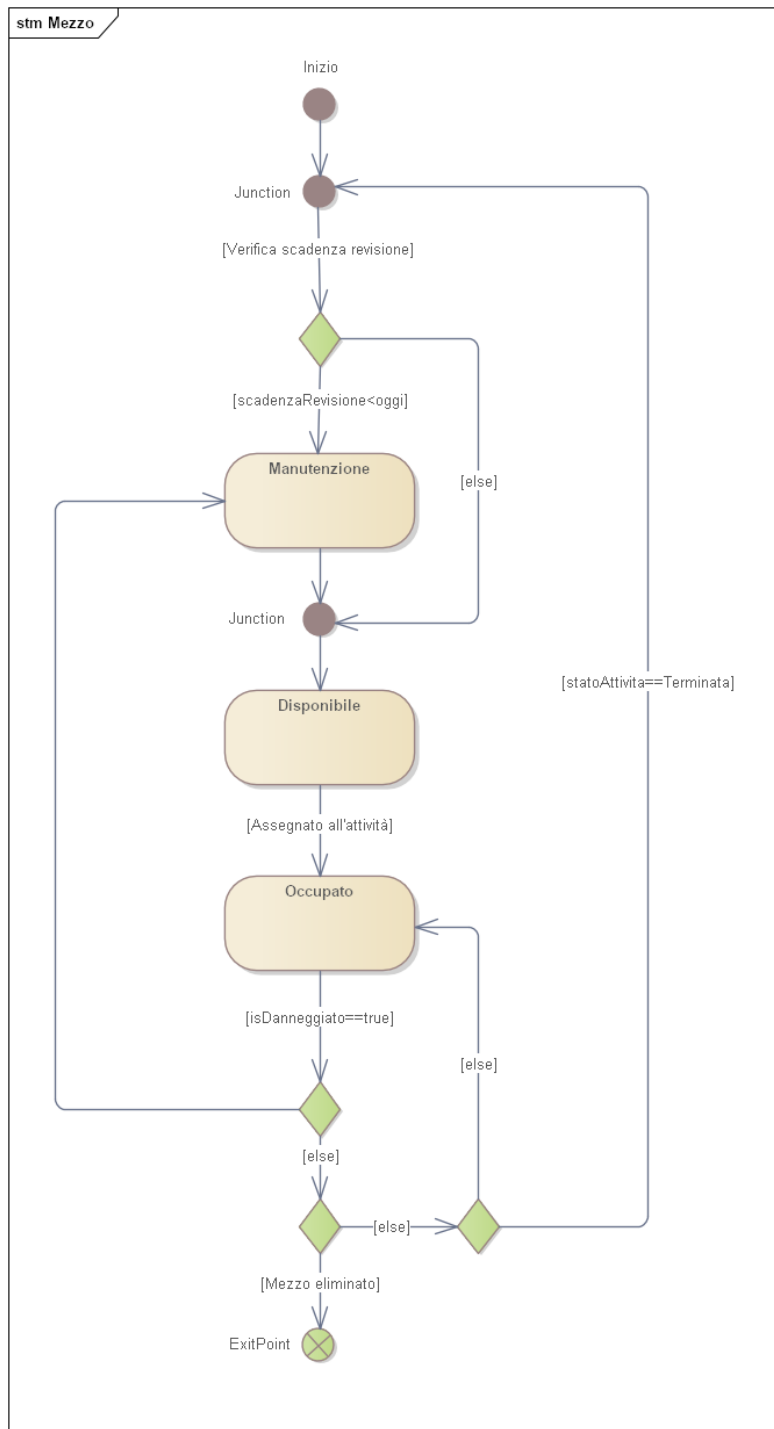 stm Mezzo
Inizio
Junction
[Verifica scadenza revisione]
[scadenzaRevisione<oggi]
Manutenzione
[else]
Junction
[statoAttivita==Terminata]
Disponibile
[Assegnato all'attività]
Occupato
[isDanneggiato==true]
[else]
[else]
[else]
[Mezzo eliminato]
ExitPoint